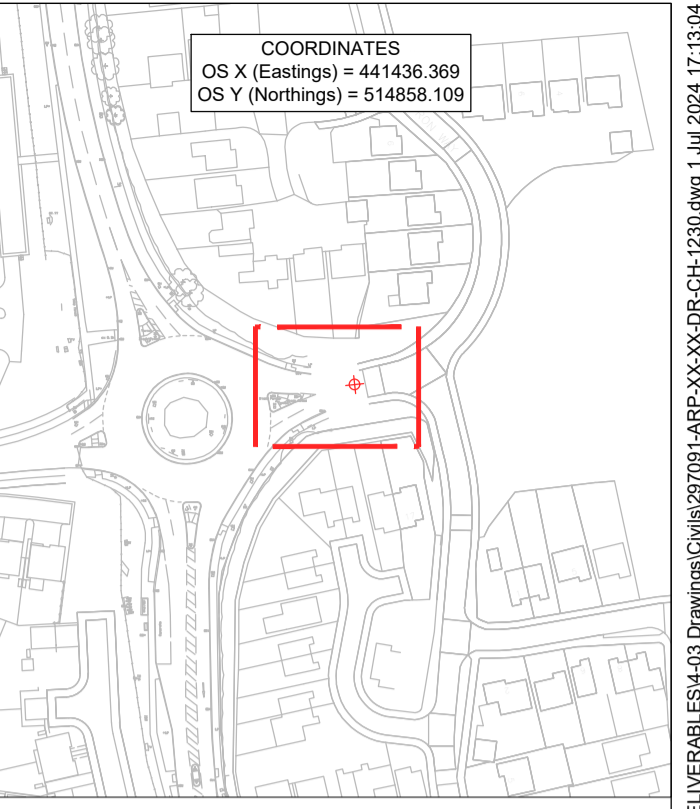 COORDINATES
OS X (Eastings) = 441436.369
OS Y (Northings) = 514858.109
ELIVERABLES\4-03 Drawings\Civils\297091-ARP-XX-XX-DR-CH-1230.dwg 1 Jul 2024 17:13:04